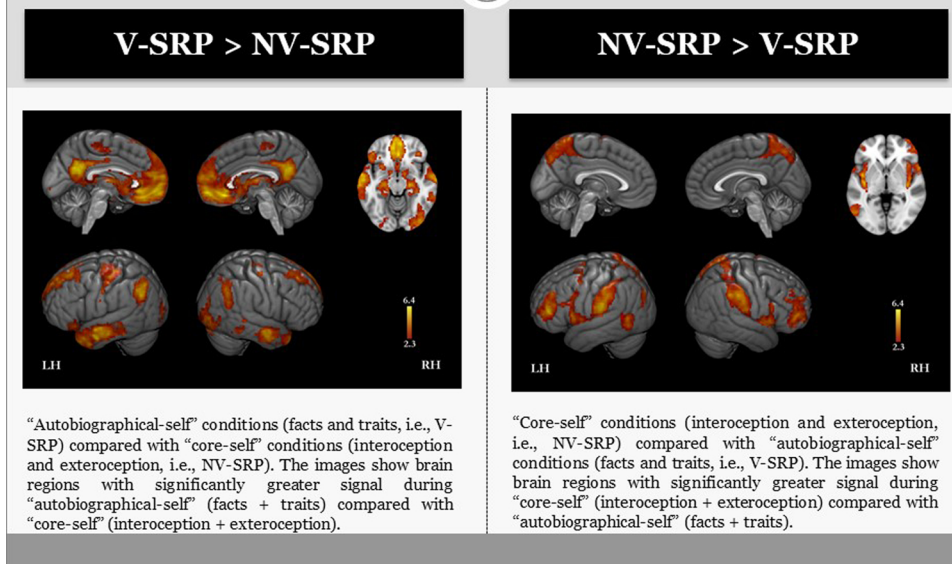 V-SRP > NV-SRP
6.4
2.3
LH
RH
“Autobiographical-self” conditions (facts and traits, i.e., V-
SRP) compared with “core-self” conditions (interoception
and exteroception, i.e., NV-SRP). The images show brain
regions with significantly greater signal during
“autobiographical-self” (facts + traits) compared with
“core-self” (interoception + exteroception).
NV-SRP > V-SRP
6.4
2.3
LH
RH
“Core-self” conditions (interoception and exteroception,
i.e., NV-SRP) compared with “autobiographical-self”
conditions (facts and traits, i.e., V-SRP). The images show
brain regions with significantly greater signal during
“core-self” (interoception + exteroception) compared with
“autobiographical-self” (facts + traits).